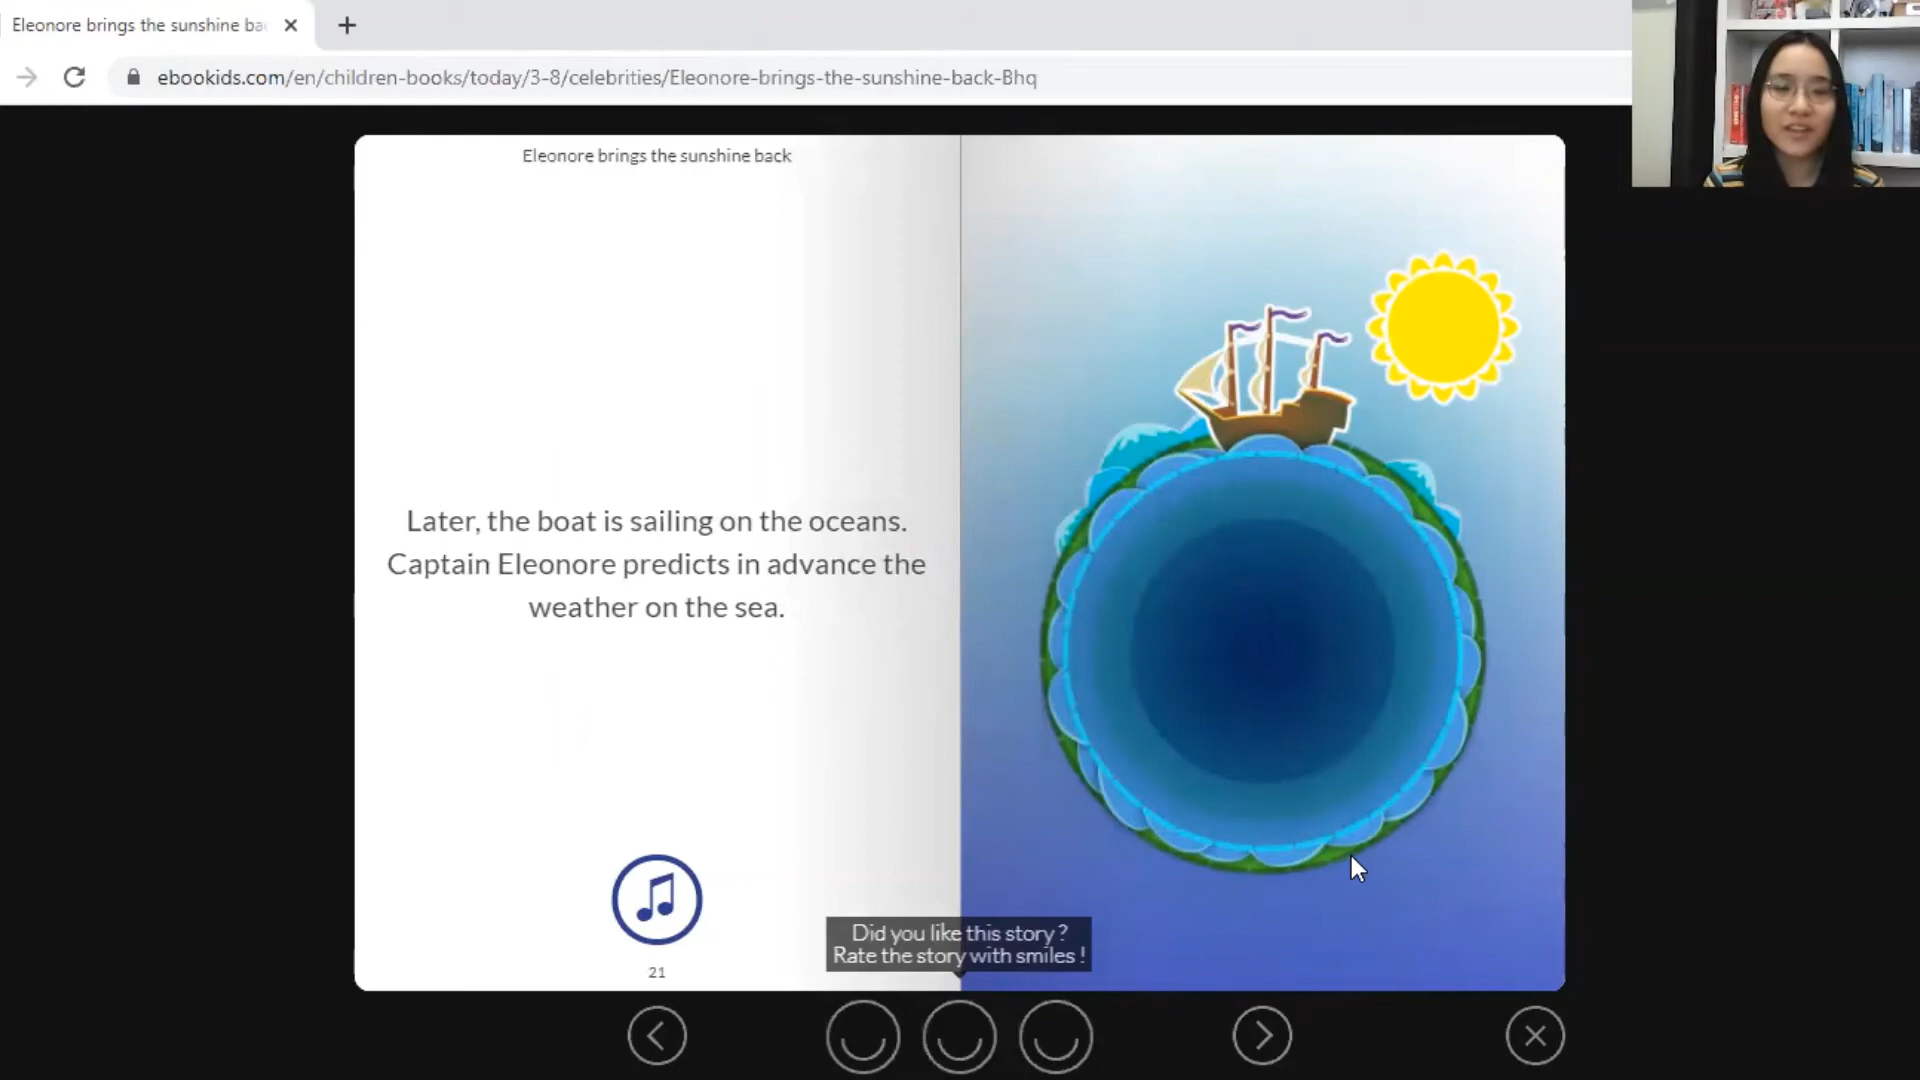 Eleonore brings the sunshine ba
ebookids.com/en/children-books/today/3-8/celebrities/Eleonore-brings-the-sunshine-back-Bhq
Eleonore brings the sunshine back
Later, the boat is sailing on the oceans.
Captain Eleonore predicts in advance the
weather on the sea.
21
Did you like this story ?
Rate the story with smiles !